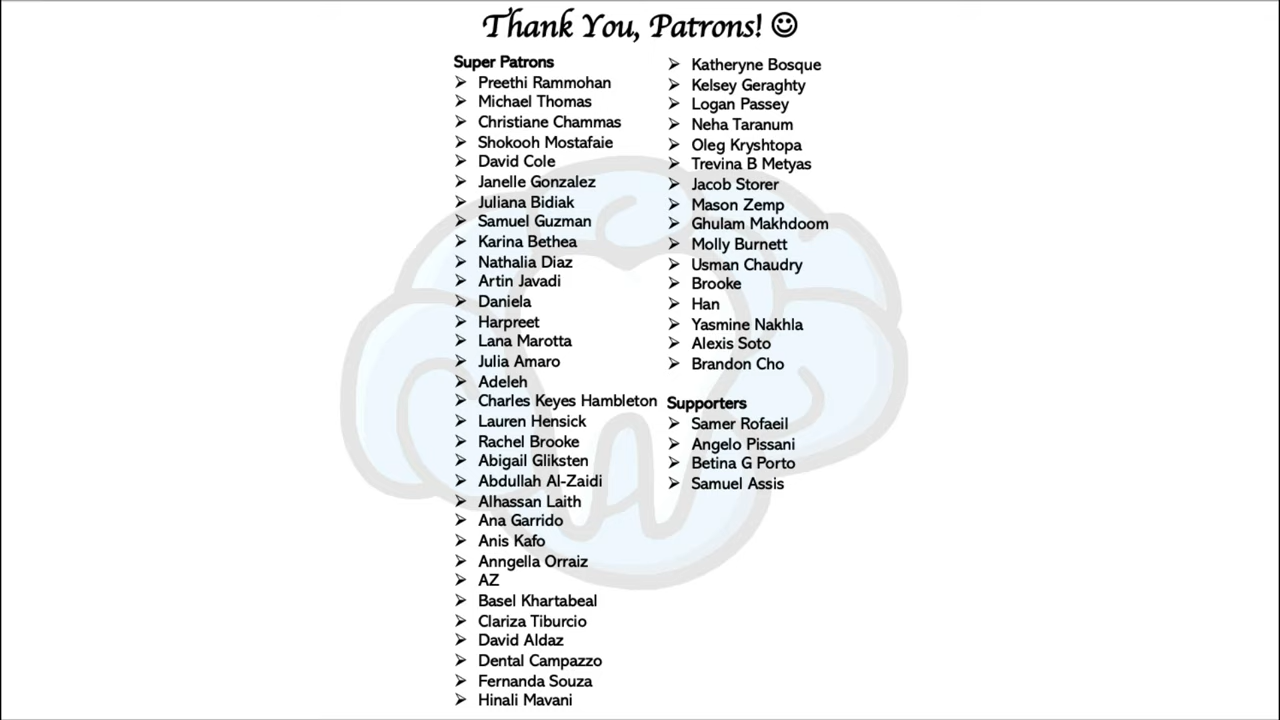 Thank You, Patrons! ☺
Super Patrons
➢ Preethi Rammohan
➢ Michael Thomas
➢ Christiane Chammas
➢ Shokooh Mostafaie
➢ David Cole
➢ Janelle Gonzalez
➢ Juliana Bidiak
➢ Samuel Guzman
➢ Karina Bethea
➢ Nathalia Diaz
➢ Artin Javadi
➢ Daniela
➢ Harpreet
➢ Lana Marotta
➢ Julia Amaro
➢ Adeleh
➢ Charles Keyes Hambleton
➢ Lauren Hensick
➢ Rachel Brooke
➢ Abigail Gliksten
➢ Abdullah Al-Zaidi
➢ Alhassan Laith
➢ Ana Garrido
➢ Anis Kafo
➢ Anngella Orraiz
➢ AZ
➢ Basel Khartabeal
➢ Clariza Tiburcio
➢ David Aldaz
➢ Dental Campazzo
➢ Fernanda Souza
➢ Hinali Mavani
➢ Katheryne Bosque
➢ Kelsey Geraghty
➢ Logan Passey
➢ Neha Taranum
➢ Oleg Kryshtopa
➢ Trevina B Metyas
➢ Jacob Storer
➢ Mason Zemp
➢ Ghulam Makhdoom
➢ Molly Burnett
➢ Usman Chaudry
➢ Brooke
➢ Han
➢ Yasmine Nakhla
➢ Alexis Soto
➢ Brandon Cho
Supporters
➢ Samer Rofaeil
➢ Angelo Pissani
➢ Betina G Porto
➢ Samuel Assis